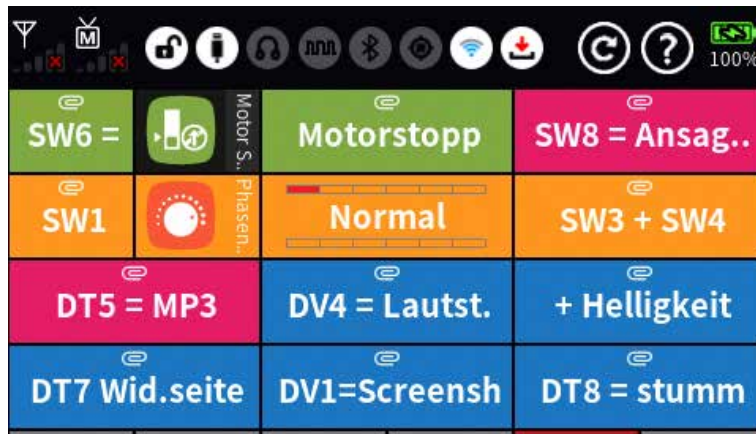 M
C ?
100%
SW6 =
Motor S..
Motorstopp
SW8 = Ansag..
SW1
Phasen..
Normal
SW3 + SW4
DT5 = MP3
DV4 = Lautst.
+ Helligkeit
DT7 Wid.seite
DV1=Screensh
DT8 = stumm